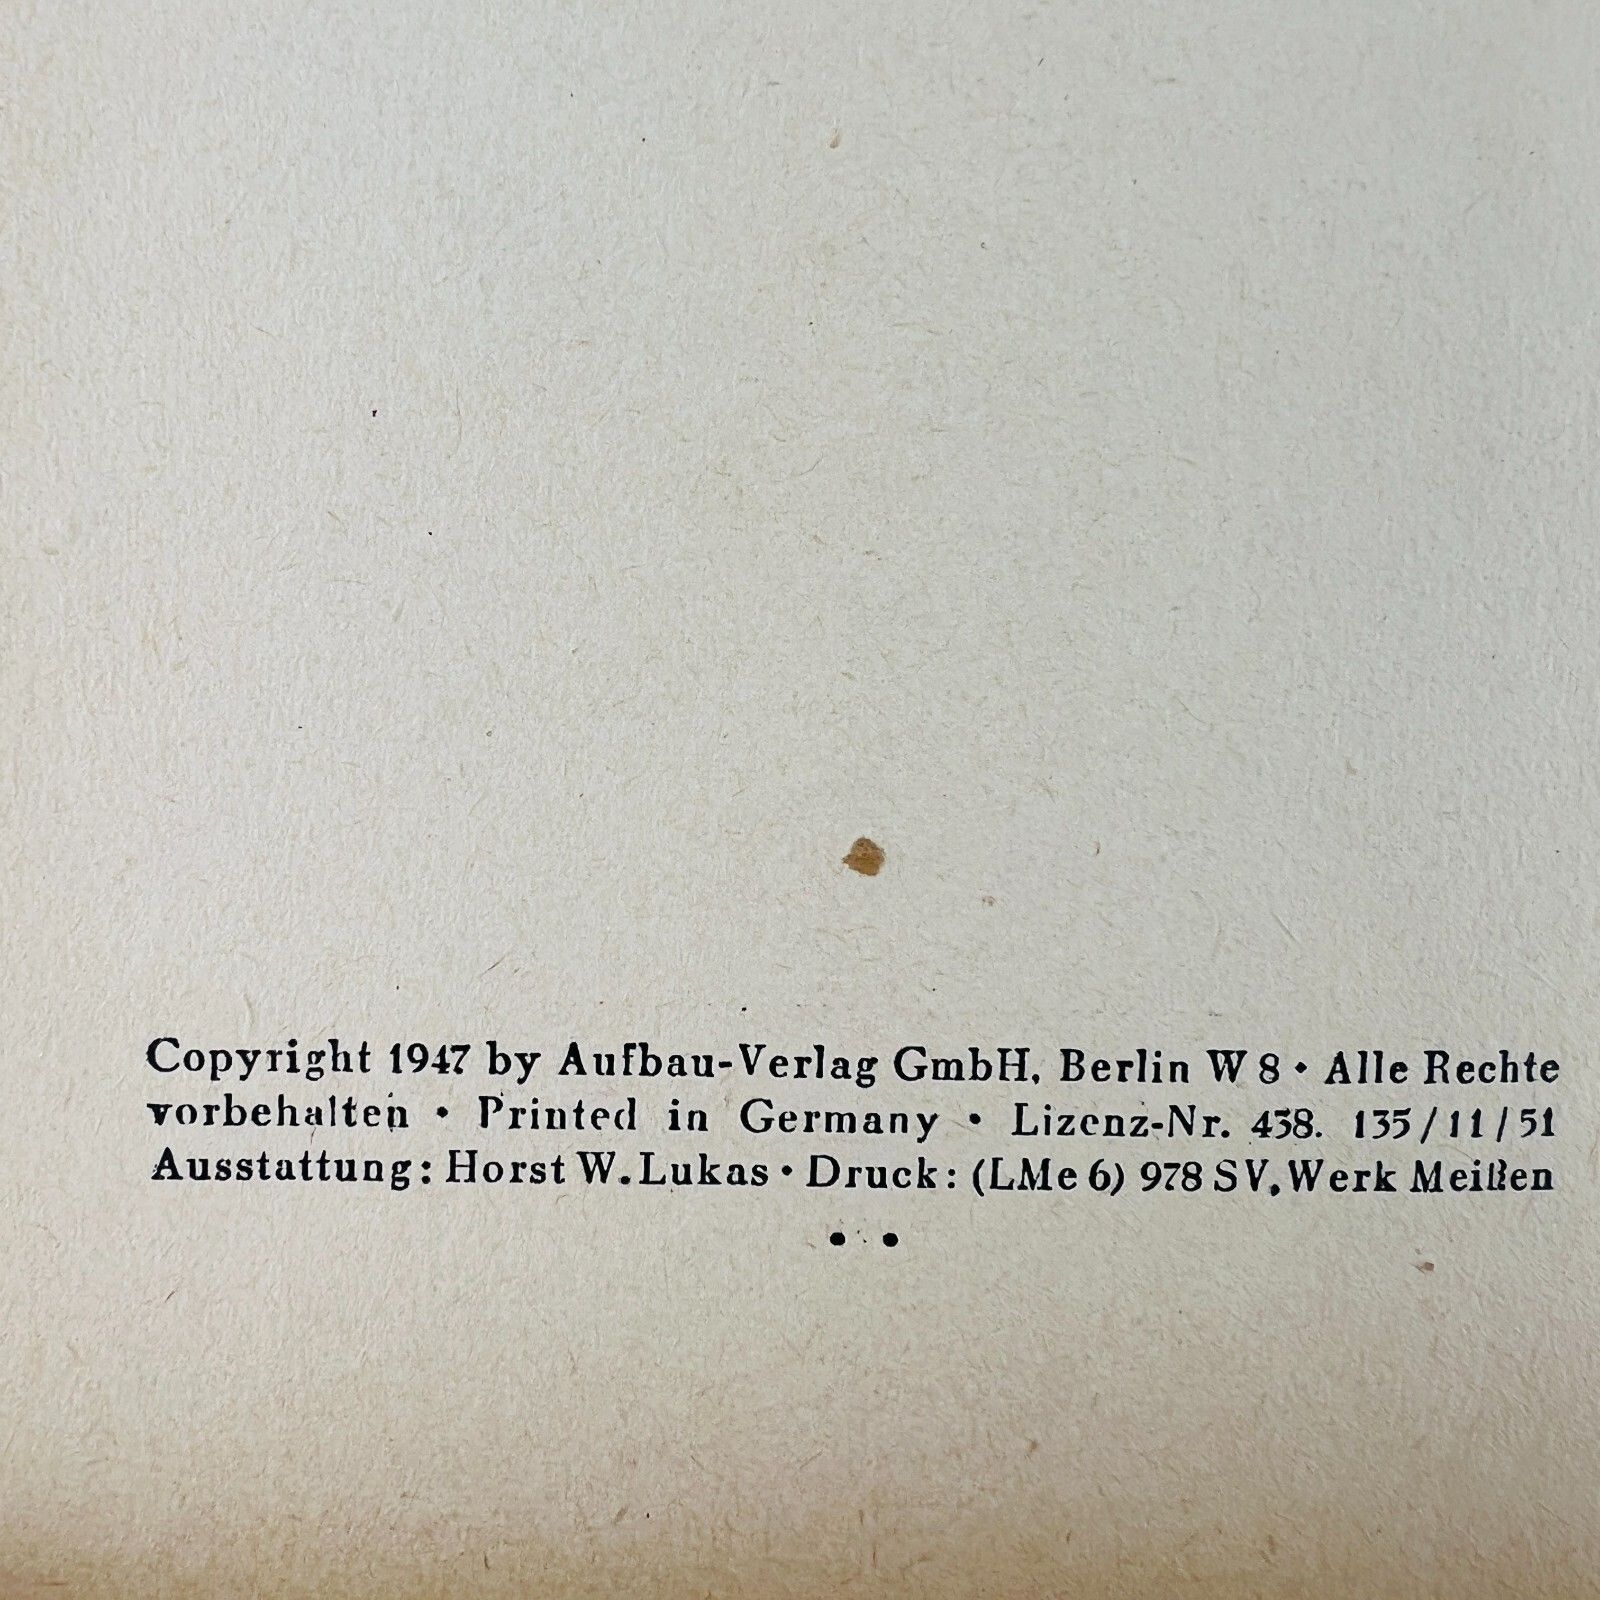 Copyright 1947 by Aufbau-Verlag GmbH, Berlin W 8 • Alle Rechte
vorbehalten • Printed in Germany • Lizenz-Nr. 438. 135/11/51
Ausstattung: Horst W. Lukas • Druck: (LMe 6) 978 SV, Werk Meißen